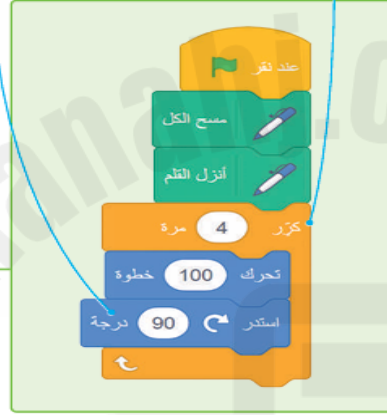 عند نقر
مسح الكل
أنزل القلم
كرّر 4 مرة
تحرك 100 خطوة
استدر 90 درجة